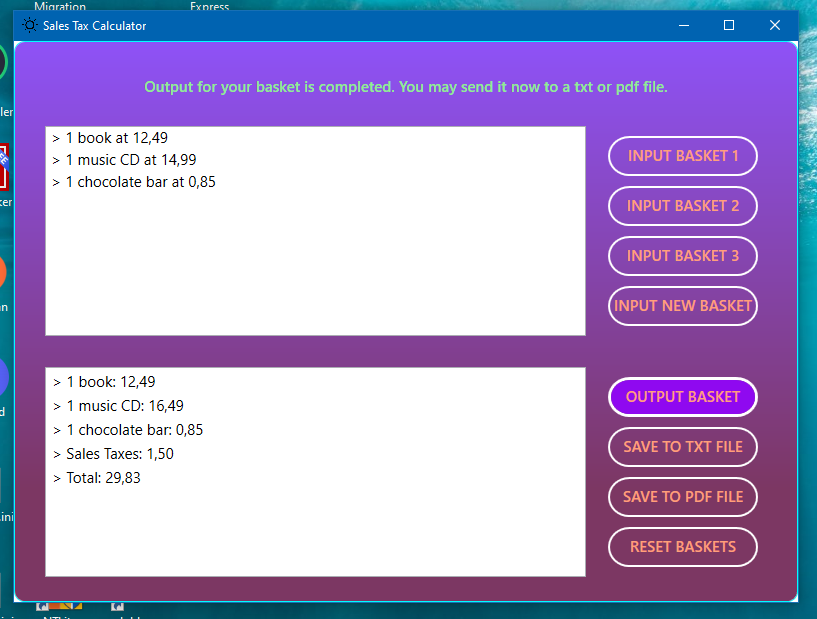 Migration
Express
Sales Tax Calculator
Output for your basket is completed. You may send it now to a txt or pdf file.
> 1 book at 12,49
> 1 music CD at 14,99
> 1 chocolate bar at 0,85
INPUT BASKET 1
INPUT BASKET 2
INPUT BASKET 3
INPUT NEW BASKET
> 1 book: 12,49
> 1 music CD: 16,49
> 1 chocolate bar: 0,85
> Sales Taxes: 1,50
> Total: 29,83
OUTPUT BASKET
SAVE TO TXT FILE
SAVE TO PDF FILE
RESET BASKETS